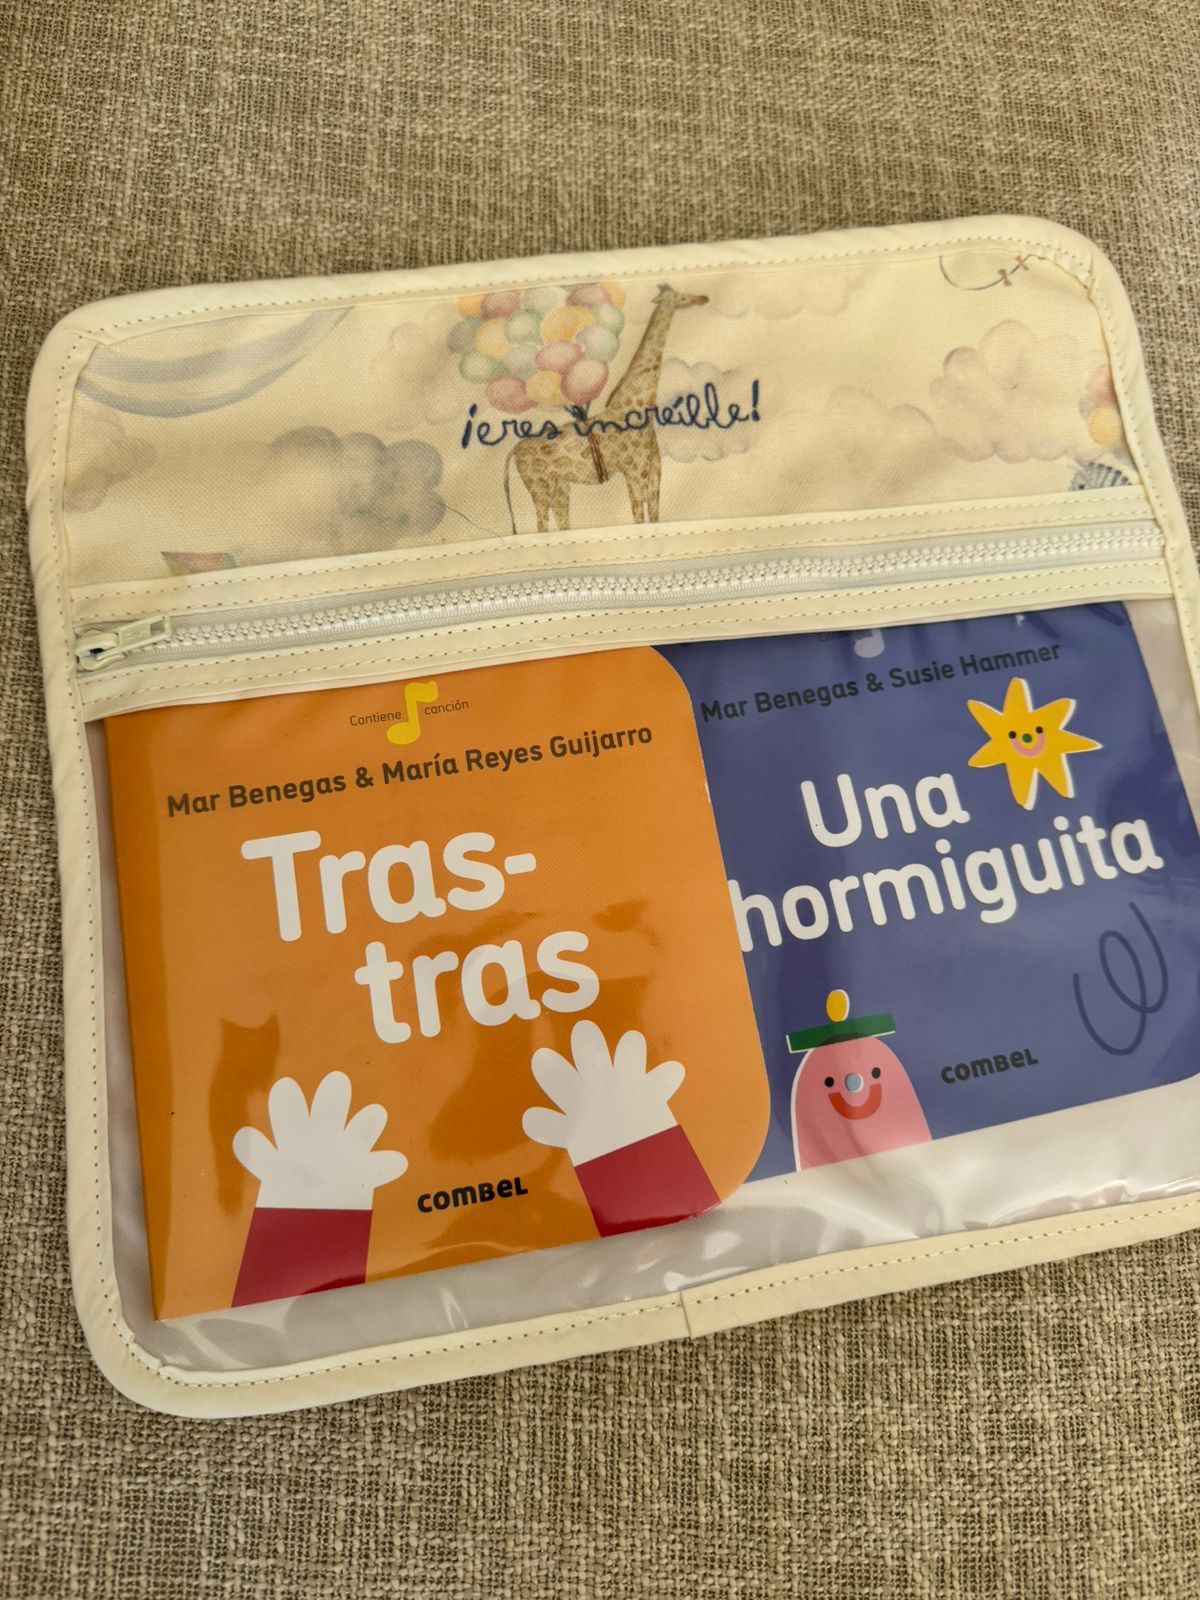 ¡eres increíble!
Contiene canción
Mar Benegas & María Reyes Guijarro
Tras-
tras
COMBEL
Mar Benegas & Susie Hammer
Una
hormiguita
COMBEL